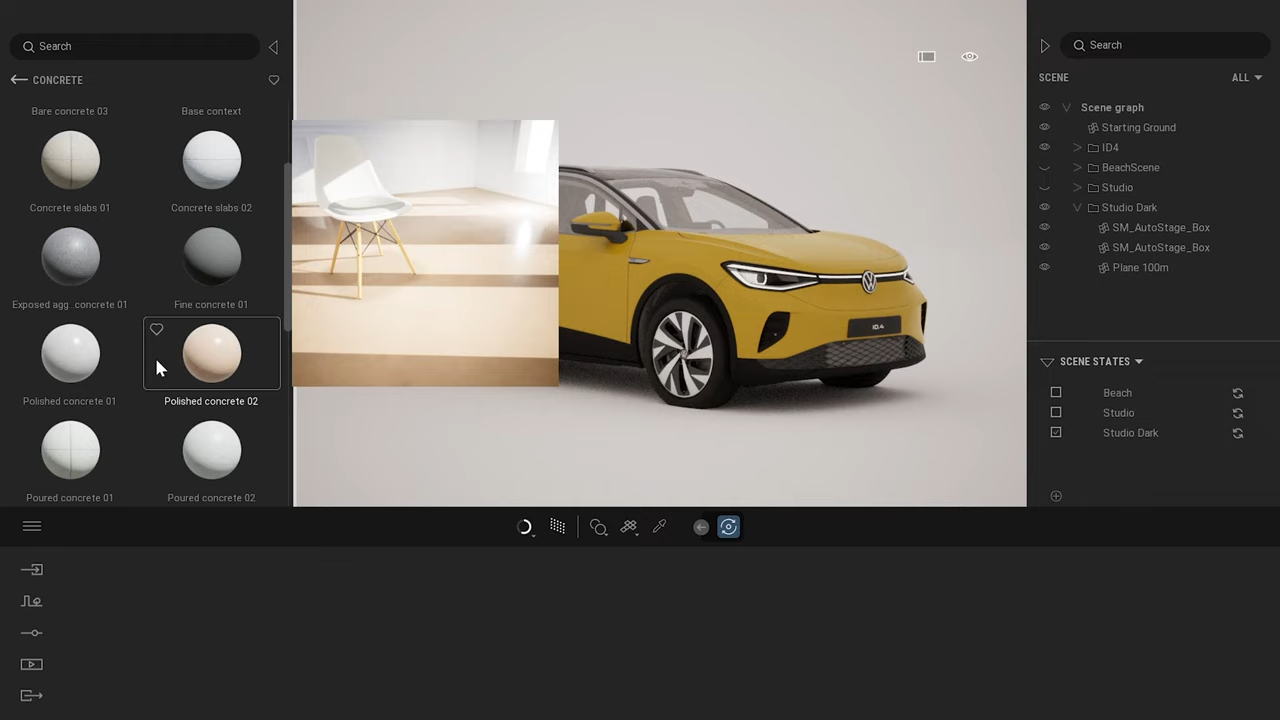 Search
CONCRETE
Bare concrete 03
Base context
Concrete slabs 01
Concrete slabs 02
Exposed agg...concrete 01
Fine concrete 01
Polished concrete 01
Polished concrete 02
Poured concrete 01
Poured concrete 02
ID.4
Search
SCENE
ALL
Scene graph
Starting Ground
ID4
BeachScene
Studio
Studio Dark
SM_AutoStage_Box
SM_AutoStage_Box
Plane 100m
SCENE STATES
Beach
Studio
Studio Dark